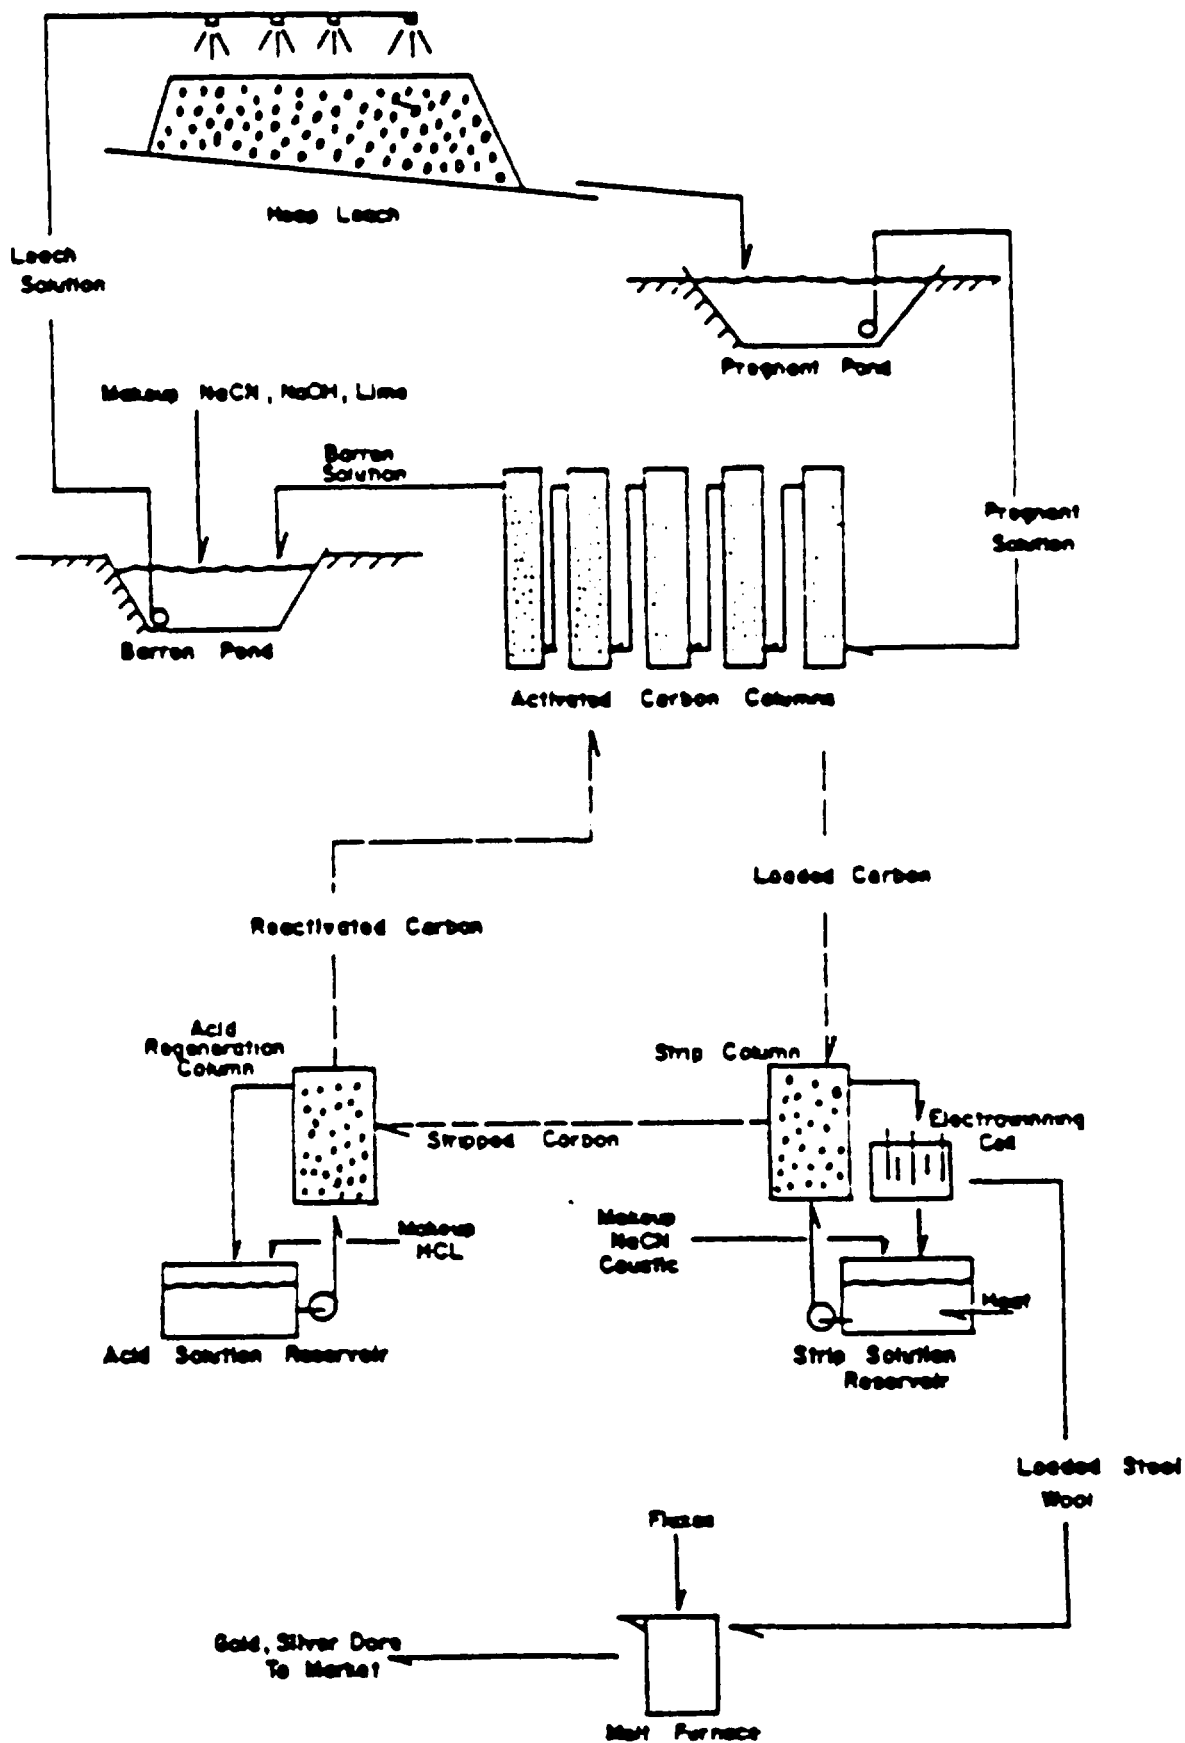 Heap Leach
Leach
Solution
Pregnant Pond
Makeup NaCN, NaOH, Lime
Barren
Solution
Pregnant
Solution
Barren Pond
Activated Carbon Columns
Loaded Carbon
Reactivated Carbon
Acid
Regeneration
Column
Strip Column
Electrowinning
Cell
Stripped Carbon
Makeup
HCL
Makeup
NaCN
Caustic
Heat
Acid Solution Reservoir
Strip Solution
Reservoir
Loaded Steel
Wool
Fluxes
Gold, Silver Dore
To Market
Melt Furnace